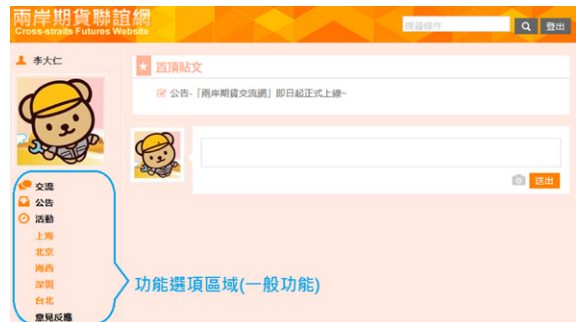 兩岸期貨聯誼網
Cross-straits Futures Website
搜尋條件
登出
李大仁
置頂貼文
公告-「兩岸期貨交流網」即日起正式上線~
送出
交流
公告
活動
上海
北京
海西
深圳
台北
意見反應
功能選項區域(一般功能)